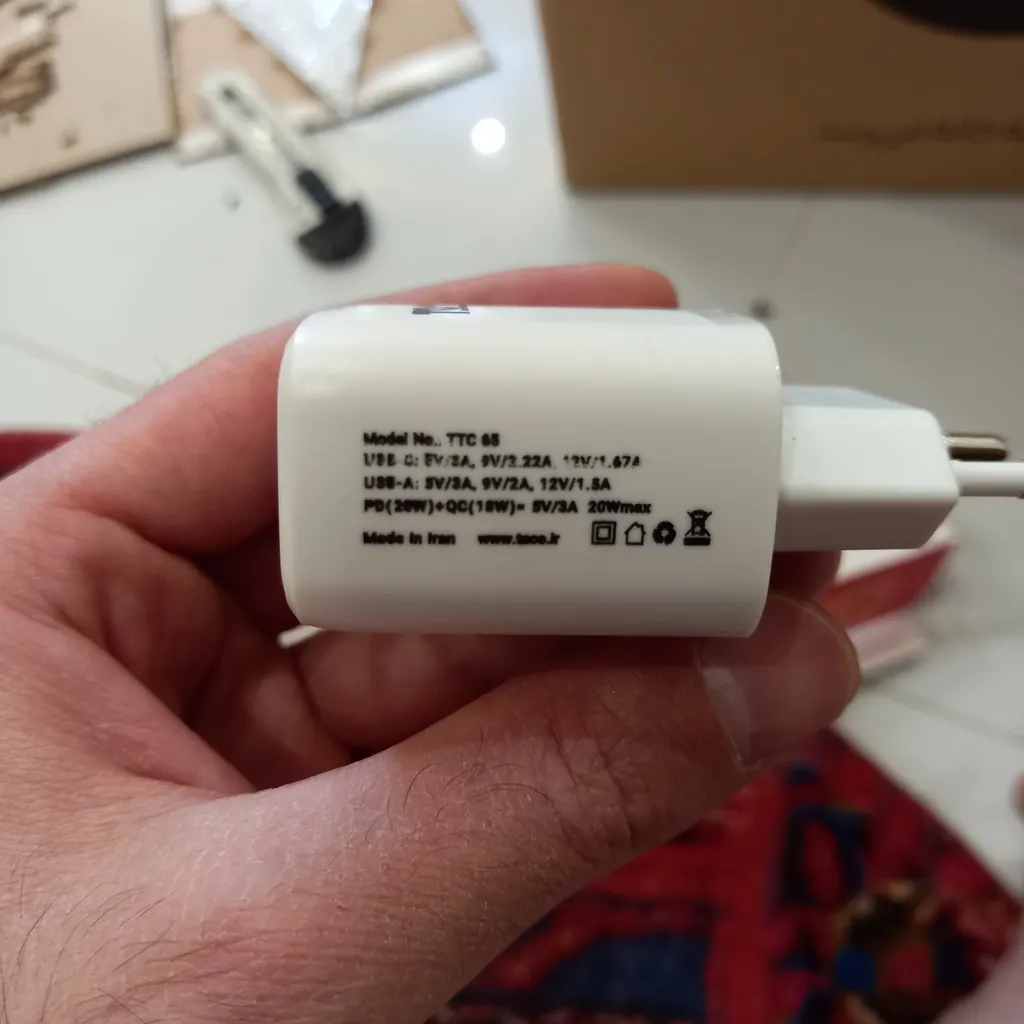 Model No.. TTC 65
USB-C: 5V/3A, 9V/2.22A, 12V/1.67A
USB-A: 5V/3A, 9V/2A, 12V/1.5A
PD(20W)+QC(18W)= 5V/3A 20Wmax
Made in Iran www.tsco.ir